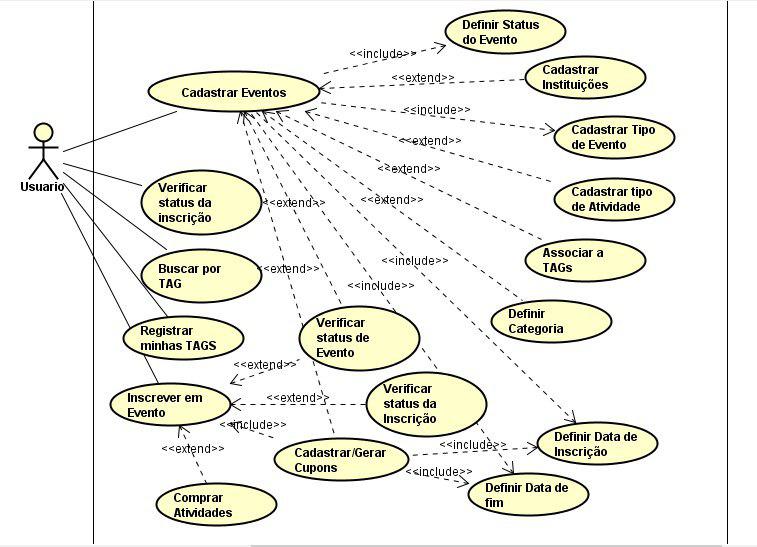 Definir Status
do Evento
<<include>>
<<extend>>
Cadastrar
Instituições
Cadastrar Eventos
<<include>>
Cadastrar Tipo
de Evento
<<extend>>
Usuario
Verificar
status da
inscrição
<<extend>>
Cadastrar tipo
de Atividade
<<extend>>
<<extend>>
Buscar por
TAG
<<extend>>
<<include>>
Associar a
TAGs
<<include>>
Registrar
minhas TAGS
Verificar
status de
Evento
Definir
Categoria
<<extend>>
Inscrever em
Evento
<<extend>>
Verificar
status da
Inscrição
<<include>>
<<extend>>
Cadastrar/Gerar
Cupons
<<include>>
Definir Data de
Inscrição
<<include>>
Comprar
Atividades
Definir Data de
fim